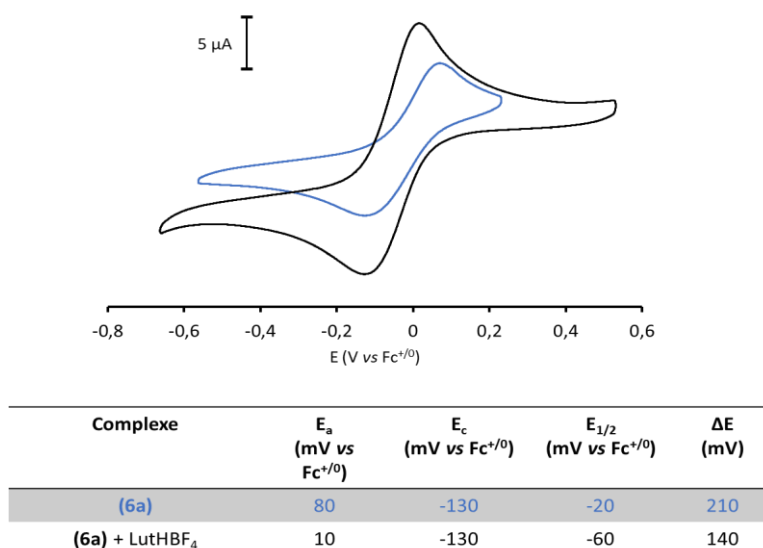 5 µA
-0,8 -0,6 -0,4 -0,2 0 0,2 0,4 0,6
E (V vs Fc⁺/⁰)
Complexe Eₐ (mV vs Fc⁺/⁰) E_c (mV vs Fc⁺/⁰) E₁/₂ (mV vs Fc⁺/⁰) ΔE (mV)
(6a) 80 -130 -20 210
(6a) + LutHBF₄ 10 -130 -60 140